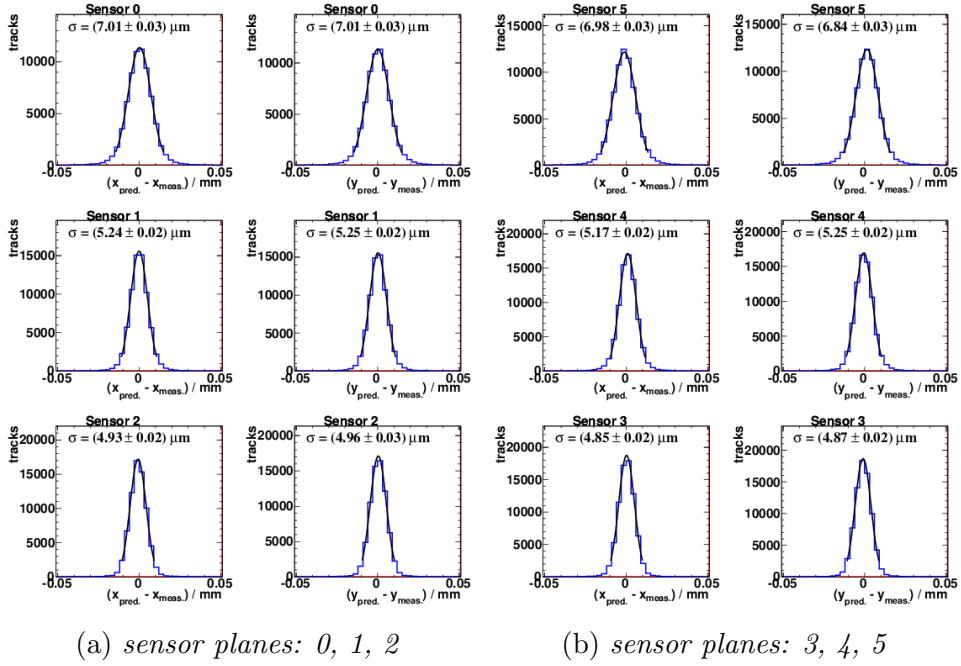 Sensor 0
σ = (7.01 ± 0.03) μm
tracks
10000
5000
0
-0.05 0 0.05
(x_pred. - x_meas.) / mm
Sensor 0
σ = (7.01 ± 0.03) μm
tracks
10000
5000
0
-0.05 0 0.05
(y_pred. - y_meas.) / mm
Sensor 5
σ = (6.98 ± 0.03) μm
tracks
15000
10000
5000
0
-0.05 0 0.05
(x_pred. - x_meas.) / mm
Sensor 5
σ = (6.84 ± 0.03) μm
tracks
15000
10000
5000
0
-0.05 0 0.05
(y_pred. - y_meas.) / mm
Sensor 1
σ = (5.24 ± 0.02) μm
tracks
15000
10000
5000
0
-0.05 0 0.05
(x_pred. - x_meas.) / mm
Sensor 1
σ = (5.25 ± 0.02) μm
tracks
15000
10000
5000
0
-0.05 0 0.05
(y_pred. - y_meas.) / mm
Sensor 4
σ = (5.17 ± 0.02) μm
tracks
20000
15000
10000
5000
0
-0.05 0 0.05
(x_pred. - x_meas.) / mm
Sensor 4
σ = (5.25 ± 0.02) μm
tracks
20000
15000
10000
5000
0
-0.05 0 0.05
(y_pred. - y_meas.) / mm
Sensor 2
σ = (4.93 ± 0.02) μm
tracks
20000
15000
10000
5000
0
-0.05 0 0.05
(x_pred. - x_meas.) / mm
Sensor 2
σ = (4.96 ± 0.03) μm
tracks
20000
15000
10000
5000
0
-0.05 0 0.05
(y_pred. - y_meas.) / mm
Sensor 3
σ = (4.85 ± 0.02) μm
tracks
20000
15000
10000
5000
0
-0.05 0 0.05
(x_pred. - x_meas.) / mm
Sensor 3
σ = (4.87 ± 0.02) μm
tracks
20000
15000
10000
5000
0
-0.05 0 0.05
(y_pred. - y_meas.) / mm
(a) sensor planes: 0, 1, 2
(b) sensor planes: 3, 4, 5